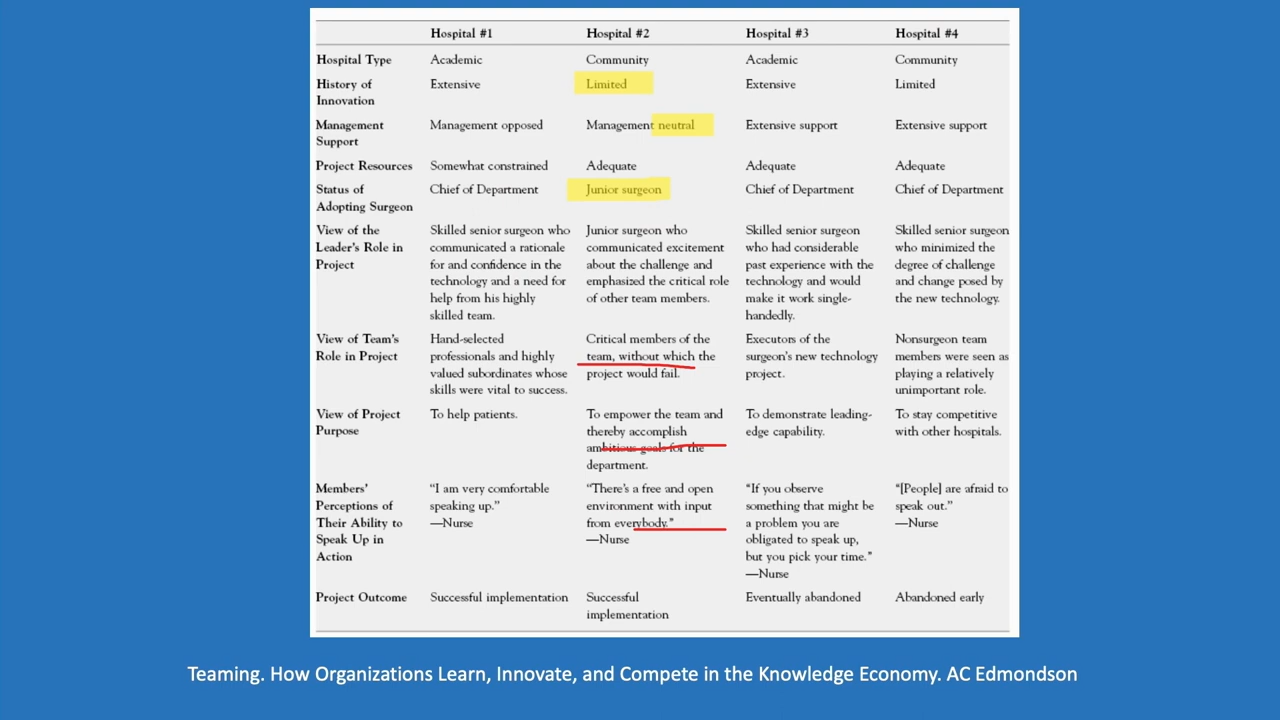 Hospital #1 Hospital #2 Hospital #3 Hospital #4
Hospital Type Academic Community Academic Community
History of Innovation Extensive Limited Extensive Limited
Management Support Management opposed Management neutral Extensive support Extensive support
Project Resources Somewhat constrained Adequate Adequate Adequate
Status of Adopting Surgeon Chief of Department Junior surgeon Chief of Department Chief of Department
View of the
Leader's Role in
Project
Skilled senior surgeon who
communicated a rationale
for and confidence in the
technology and a need for
help from his highly
skilled team.
Junior surgeon who
communicated excitement
about the challenge and
emphasized the critical role
of other team members.
Skilled senior surgeon
who had considerable
past experience with the
technology and would
make it work single-
handedly.
Skilled senior surgeon
who minimized the
degree of challenge
and change posed by
the new technology.
View of Team's
Role in Project
Hand-selected
professionals and highly
valued subordinates whose
skills were vital to success.
Critical members of the
team, without which the
project would fail.
Executors of the
surgeon's new technology
project.
Nonsurgeon team
members were seen as
playing a relatively
unimportant role.
View of Project
Purpose
To help patients.
To empower the team and
thereby accomplish
ambitious goals for the
department.
To demonstrate leading-
edge capability.
To stay competitive
with other hospitals.
Members'
Perceptions of
Their Ability to
Speak Up in
Action
"I am very comfortable
speaking up."
—Nurse
"There's a free and open
environment with input
from everybody."
—Nurse
"If you observe
something that might be
a problem you are
obligated to speak up,
but you pick your time."
—Nurse
"[People] are afraid to
speak out."
—Nurse
Project Outcome
Successful implementation
Successful
implementation
Eventually abandoned
Abandoned early
Teaming. How Organizations Learn, Innovate, and Compete in the Knowledge Economy. AC Edmondson